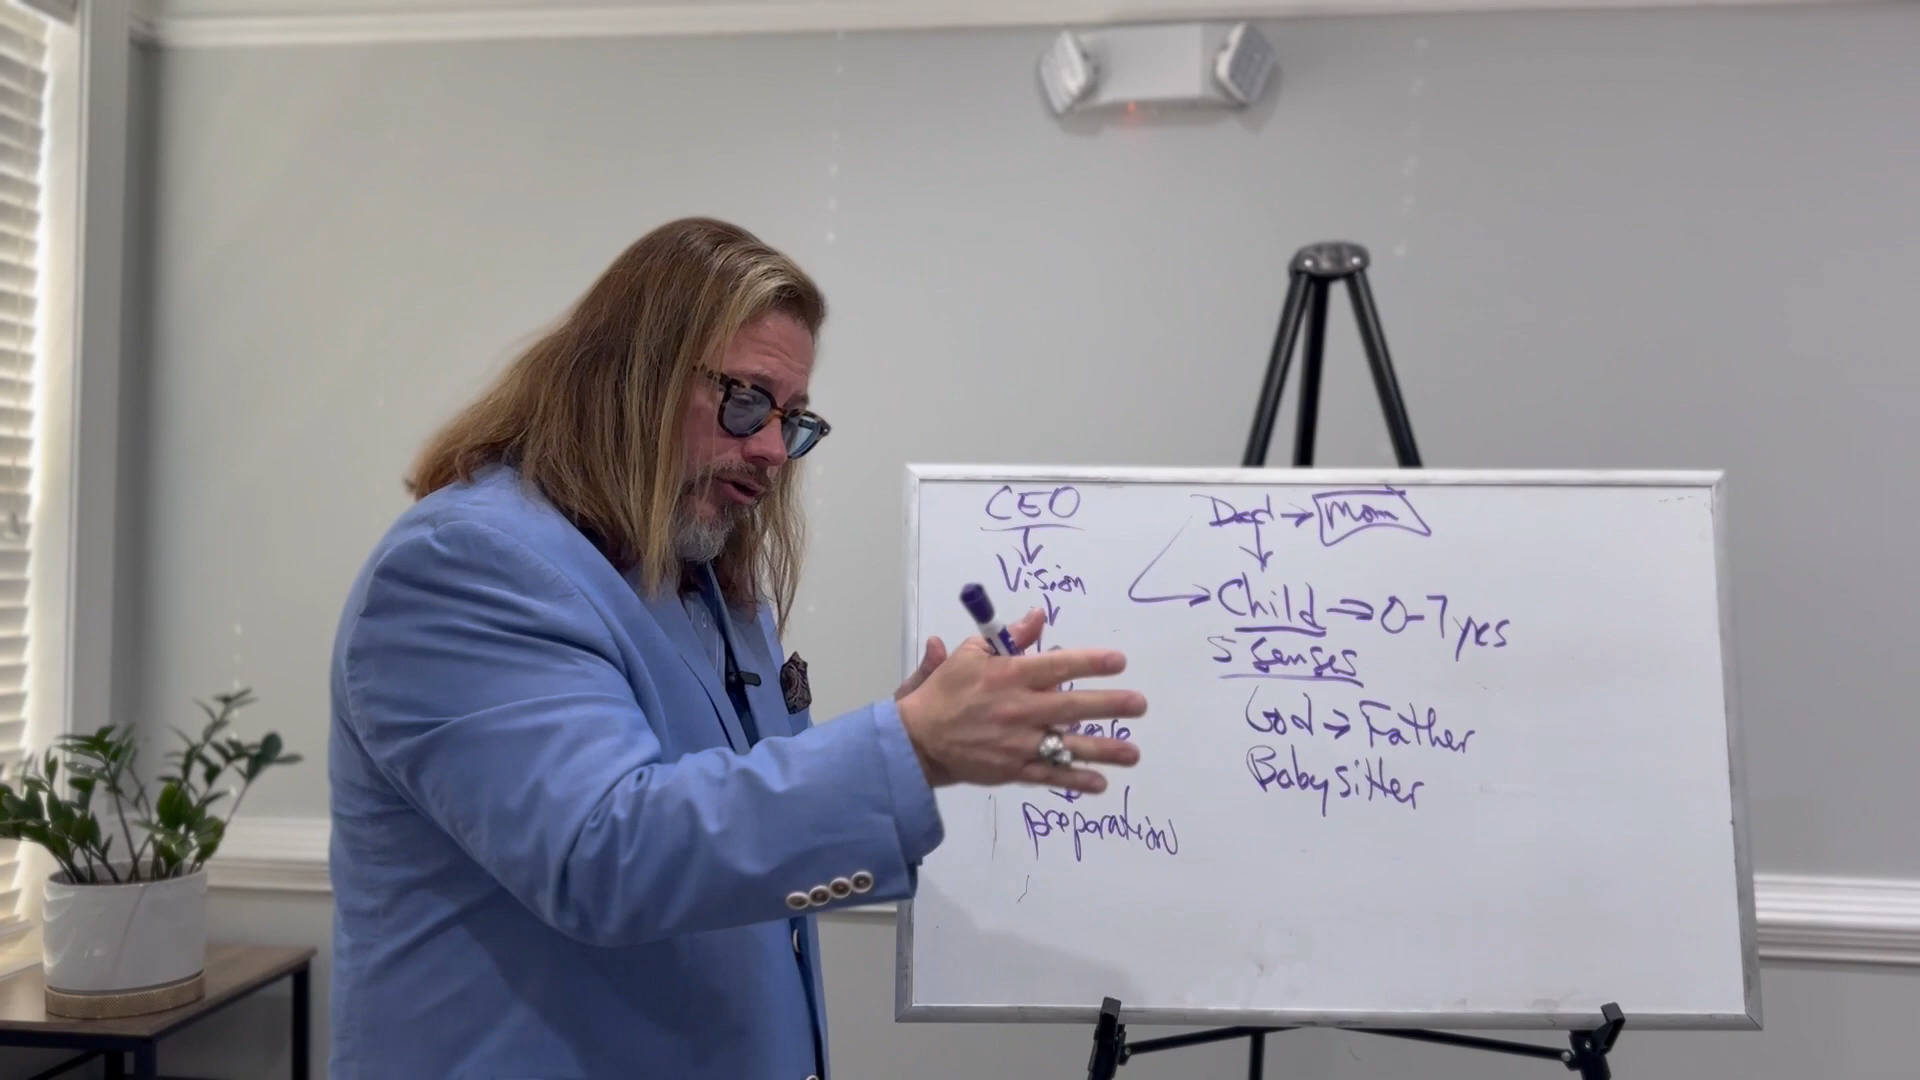 CEO
Vision
preparation
Dad → Mom
Child → 0-7 yrs
5 Senses
God → Father
Babysitter